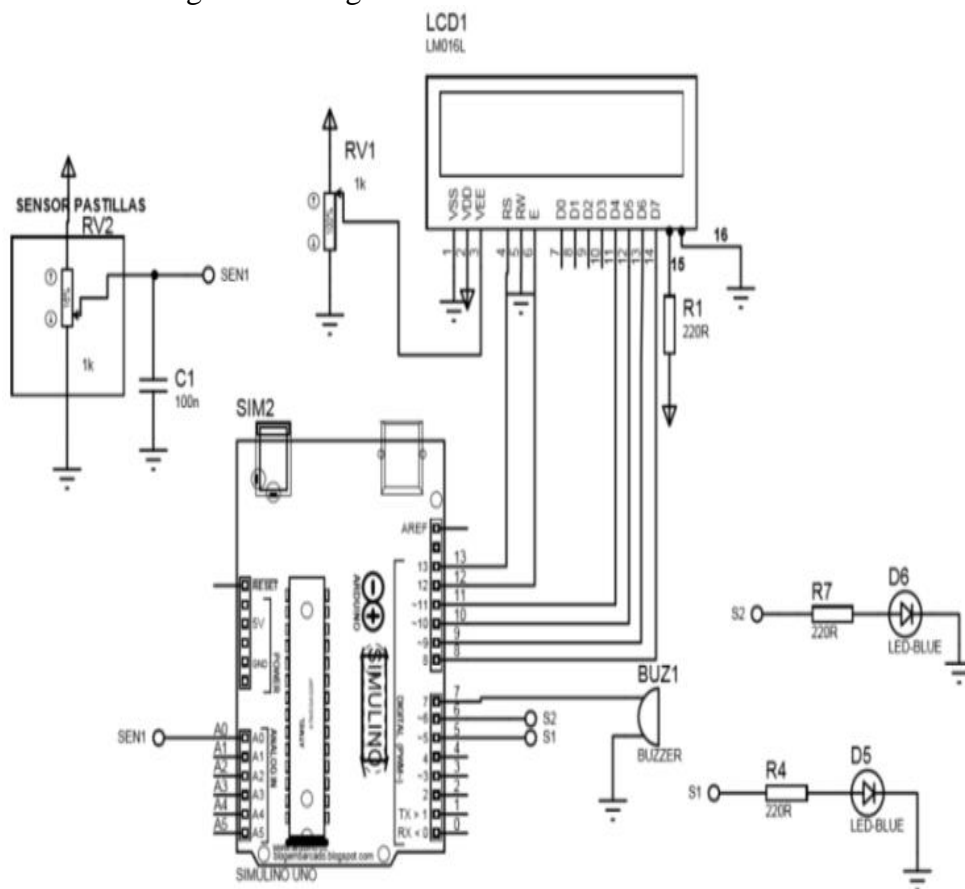 LCD1
LM016L
RV1
1k
SENSOR PASTILLAS
RV2
1k
SEN1
C1
100n
VSS
VDD
VEE
RS
RW
E
D0
D1
D2
D3
D4
D5
D6
D7
1
2
3
4
5
6
7
8
9
10
11
12
13
14
15
16
R1
220R
SIM2
AREF
RESET
5V
GND
POWER
ARDUINO
SIMULINO
13
12
~11
~10
~9
8
13
12
11
10
9
8
7
~6
~5
4
~3
2
TX > 1
RX < 0
7
6
5
4
3
2
1
0
S2
S1
SEN1
A0
A1
A2
A3
A4
A5
A0
A1
A2
A3
A4
A5
ANALOG IN
blogembarcado.blogspot.com
SIMULINO UNO
BUZ1
BUZZER
S2
R7
220R
D6
LED-BLUE
S1
R4
220R
D5
LED-BLUE